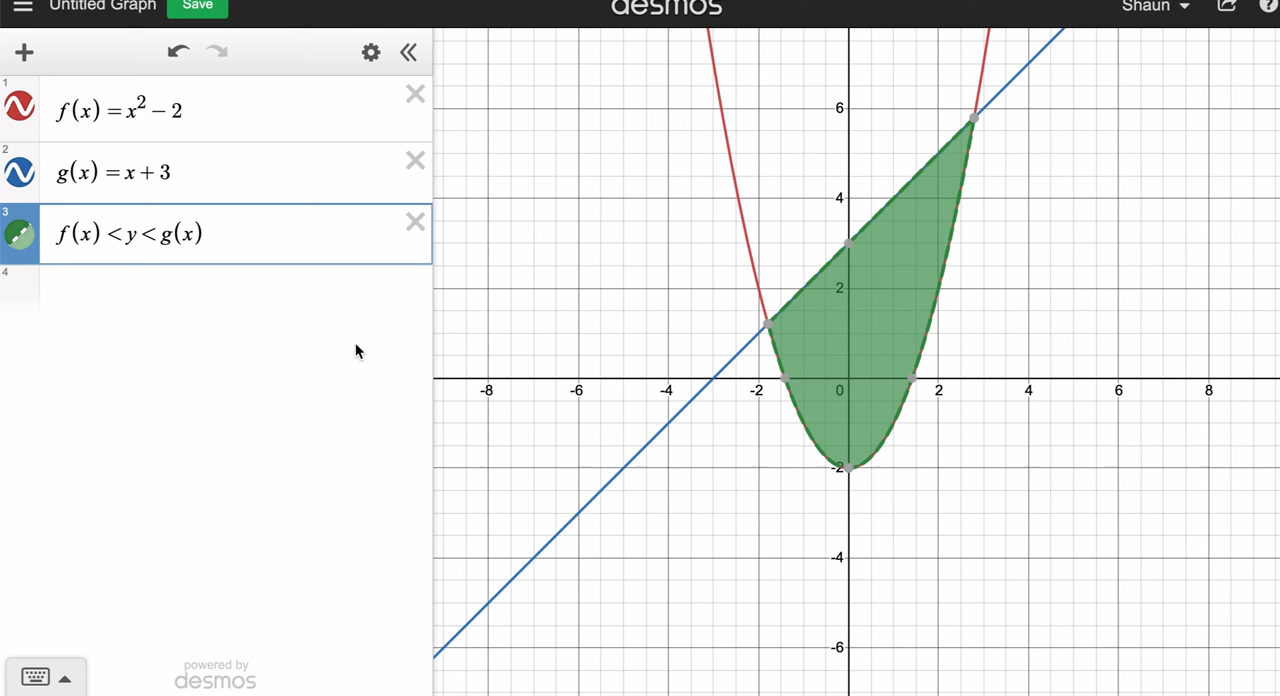 Untitled Graph Save desmos Shaun ?
1
f(x) = x² − 2
2
g(x) = x + 3
3
f(x) < y < g(x)
4
powered by
desmos
6
4
2
-8 -6 -4 -2 0 2 4 6 8
-2
-4
-6